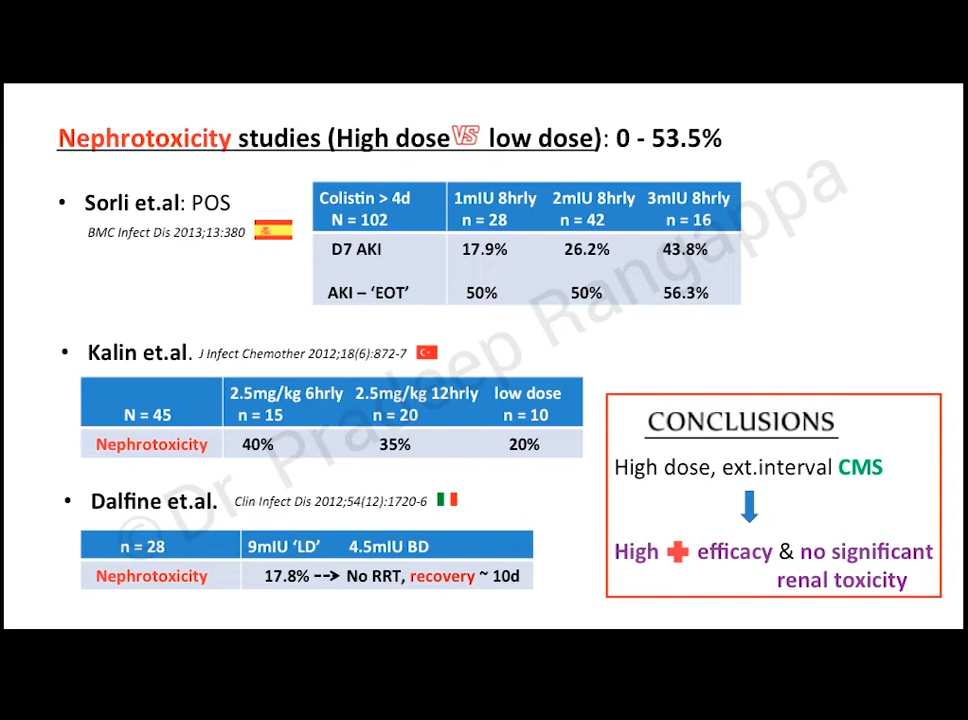 Nephrotoxicity studies (High dose VS low dose): 0 - 53.5%
• Sorli et.al: POS
BMC Infect Dis 2013;13:380
Colistin > 4d 1mIU 8hrly 2mIU 8hrly 3mIU 8hrly
N = 102 n = 28 n = 42 n = 16
D7 AKI 17.9% 26.2% 43.8%
AKI – ‘EOT’ 50% 50% 56.3%
• Kalin et.al. J Infect Chemother 2012;18(6):872-7
2.5mg/kg 6hrly 2.5mg/kg 12hrly low dose
N = 45 n = 15 n = 20 n = 10
Nephrotoxicity 40% 35% 20%
• Dalfine et.al. Clin Infect Dis 2012;54(12):1720-6
n = 28 9mIU ‘LD’ 4.5mIU BD
Nephrotoxicity 17.8% --> No RRT, recovery ~ 10d
CONCLUSIONS
High dose, ext.interval CMS
High efficacy & no significant
renal toxicity
© Dr Pradeep Rangappa